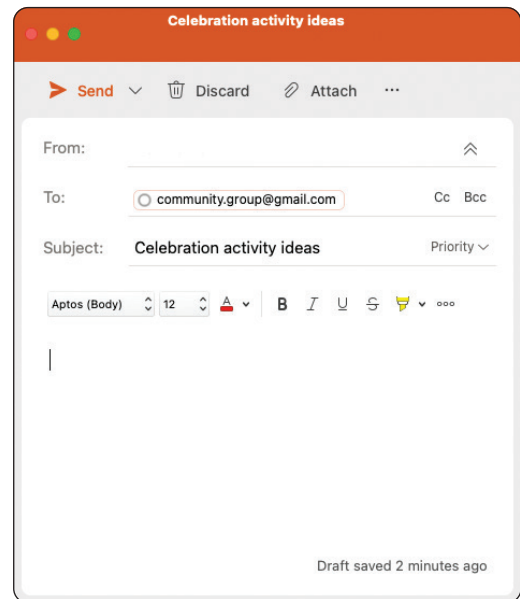 Celebration activity ideas
Send Discard Attach ...
From:
To: community.group@gmail.com Cc Bcc
Subject: Celebration activity ideas Priority
Aptos (Body) 12 A B I U S
Draft saved 2 minutes ago